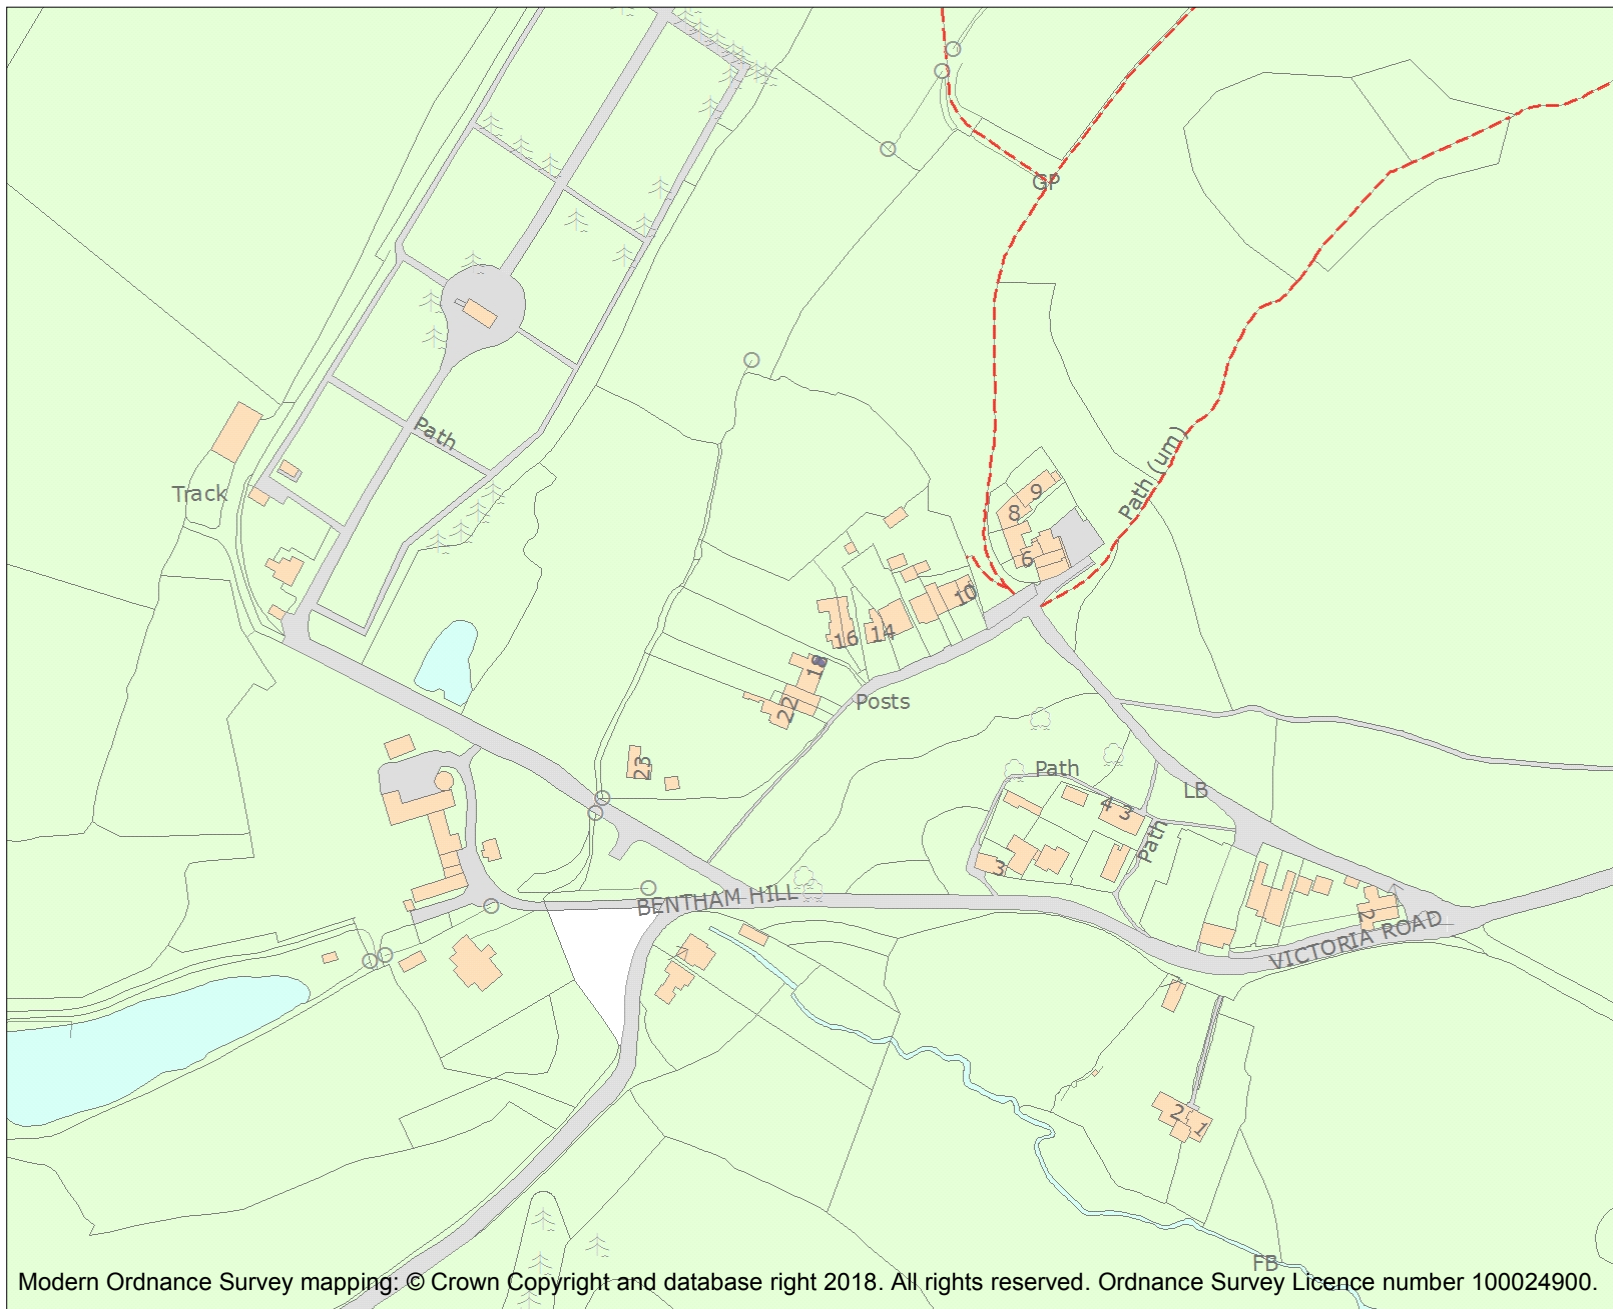 GP
Path
Path (um)
Track
9
8
6
10
16
14
18
22
Posts
23
Path
LB
4
3
Path
3
BENTHAM HILL
2
VICTORIA ROAD
2
1
FB
Modern Ordnance Survey mapping: © Crown Copyright and database right 2018. All rights reserved. Ordnance Survey Licence number 100024900.